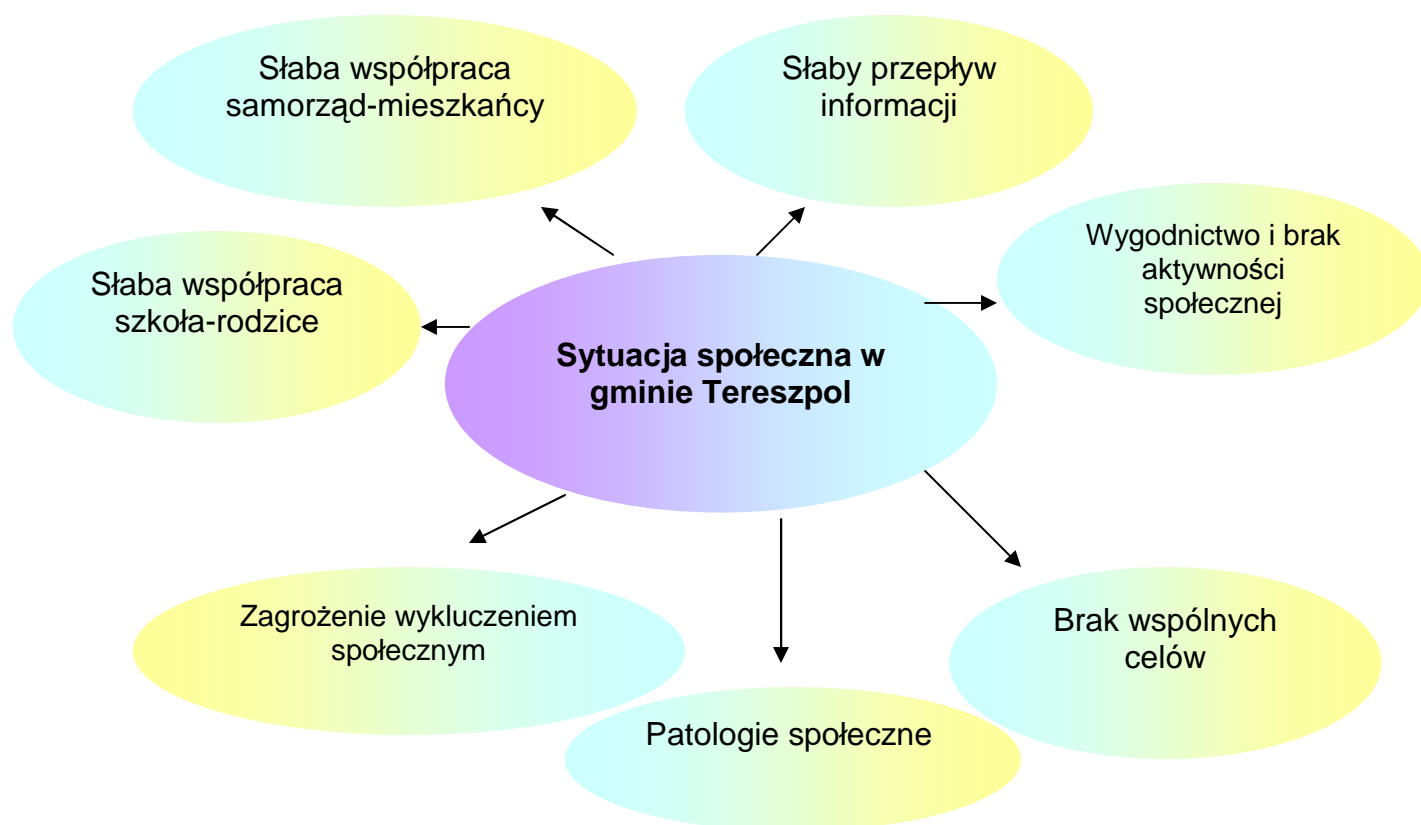 Słaba współpraca
samorząd-mieszkańcy
Słaby przepływ
informacji
Wygodnictwo i brak
aktywności
społecznej
Słaba współpraca
szkoła-rodzice
Sytuacja społeczna w
gminie Tereszpol
Zagrożenie wykluczeniem
społecznym
Brak wspólnych
celów
Patologie społeczne